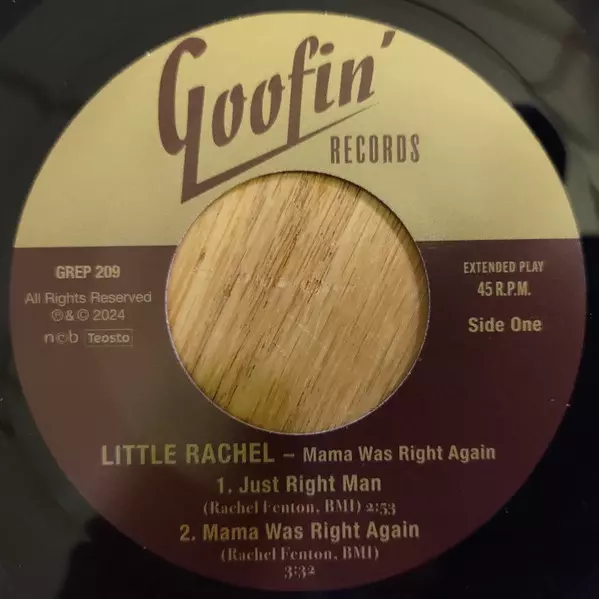 Goofin'
RECORDS
GREP 209
All Rights Reserved
℗&© 2024
ncb Teosto
EXTENDED PLAY
45 R.P.M.
Side One
LITTLE RACHEL – Mama Was Right Again
1. Just Right Man
(Rachel Fenton, BMI) 2:53
2. Mama Was Right Again
(Rachel Fenton, BMI)
3:32